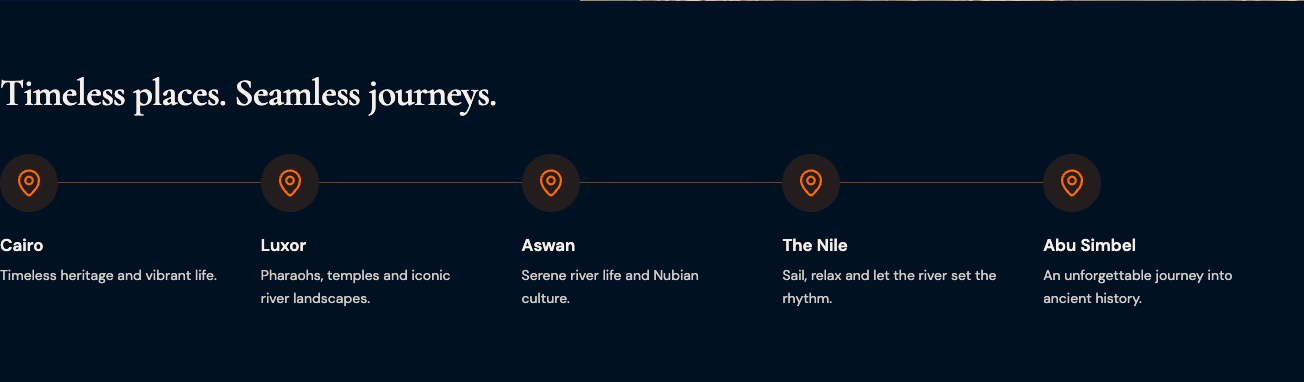 Timeless places. Seamless journeys.
Cairo
Timeless heritage and vibrant life.
Luxor
Pharaohs, temples and iconic
river landscapes.
Aswan
Serene river life and Nubian
culture.
The Nile
Sail, relax and let the river set the
rhythm.
Abu Simbel
An unforgettable journey into
ancient history.